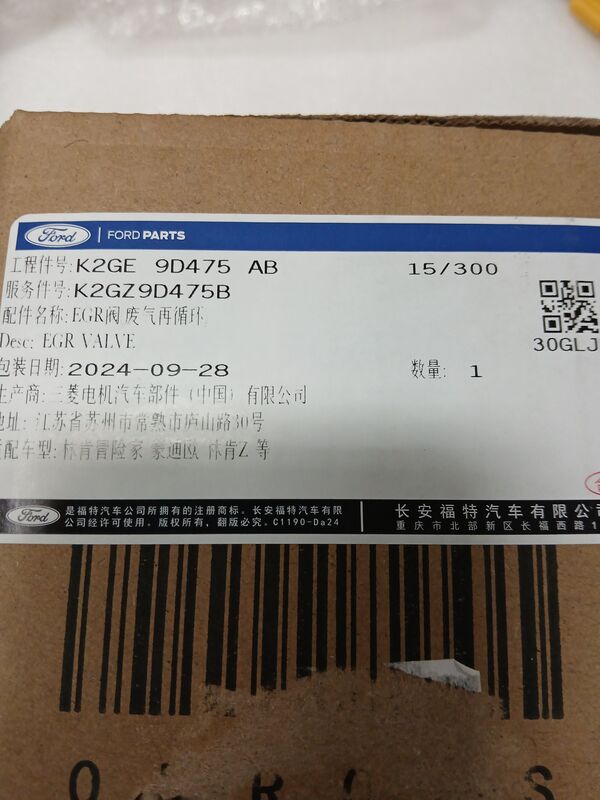 Ford | FORD PARTS
工程件号:K2GE 9D475 AB 15/300
服务件号:K2GZ9D475B
配件名称:EGR阀 废气再循环
Desc: EGR VALVE
30GLJ
包装日期:2024-09-28 数量: 1
生产商:三菱电机汽车部件（中国）有限公司
地址: 江苏省苏州市常熟市庐山路30号
适配车型: 林肯冒险家 蒙迪欧 林肯Z 等
Ford
是福特汽车公司所拥有的注册商标。长安福特汽车有限
公司经许可使用。版权所有，翻版必究。C1190-Da24
长安福特汽车有限公司
重庆市北部新区长福西路1